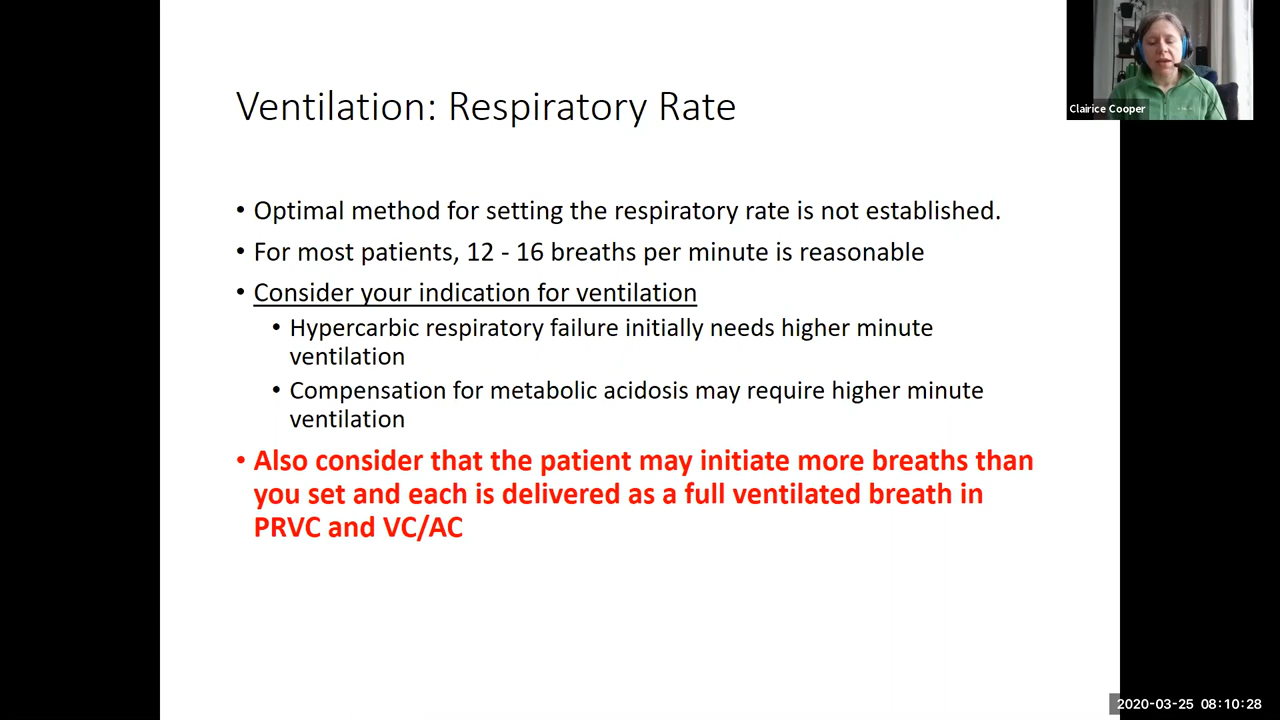 Clairice Cooper
Ventilation: Respiratory Rate
• Optimal method for setting the respiratory rate is not established.
• For most patients, 12 - 16 breaths per minute is reasonable
• Consider your indication for ventilation
• Hypercarbic respiratory failure initially needs higher minute
ventilation
• Compensation for metabolic acidosis may require higher minute
ventilation
• Also consider that the patient may initiate more breaths than
you set and each is delivered as a full ventilated breath in
PRVC and VC/AC
2020-03-25 08:10:28